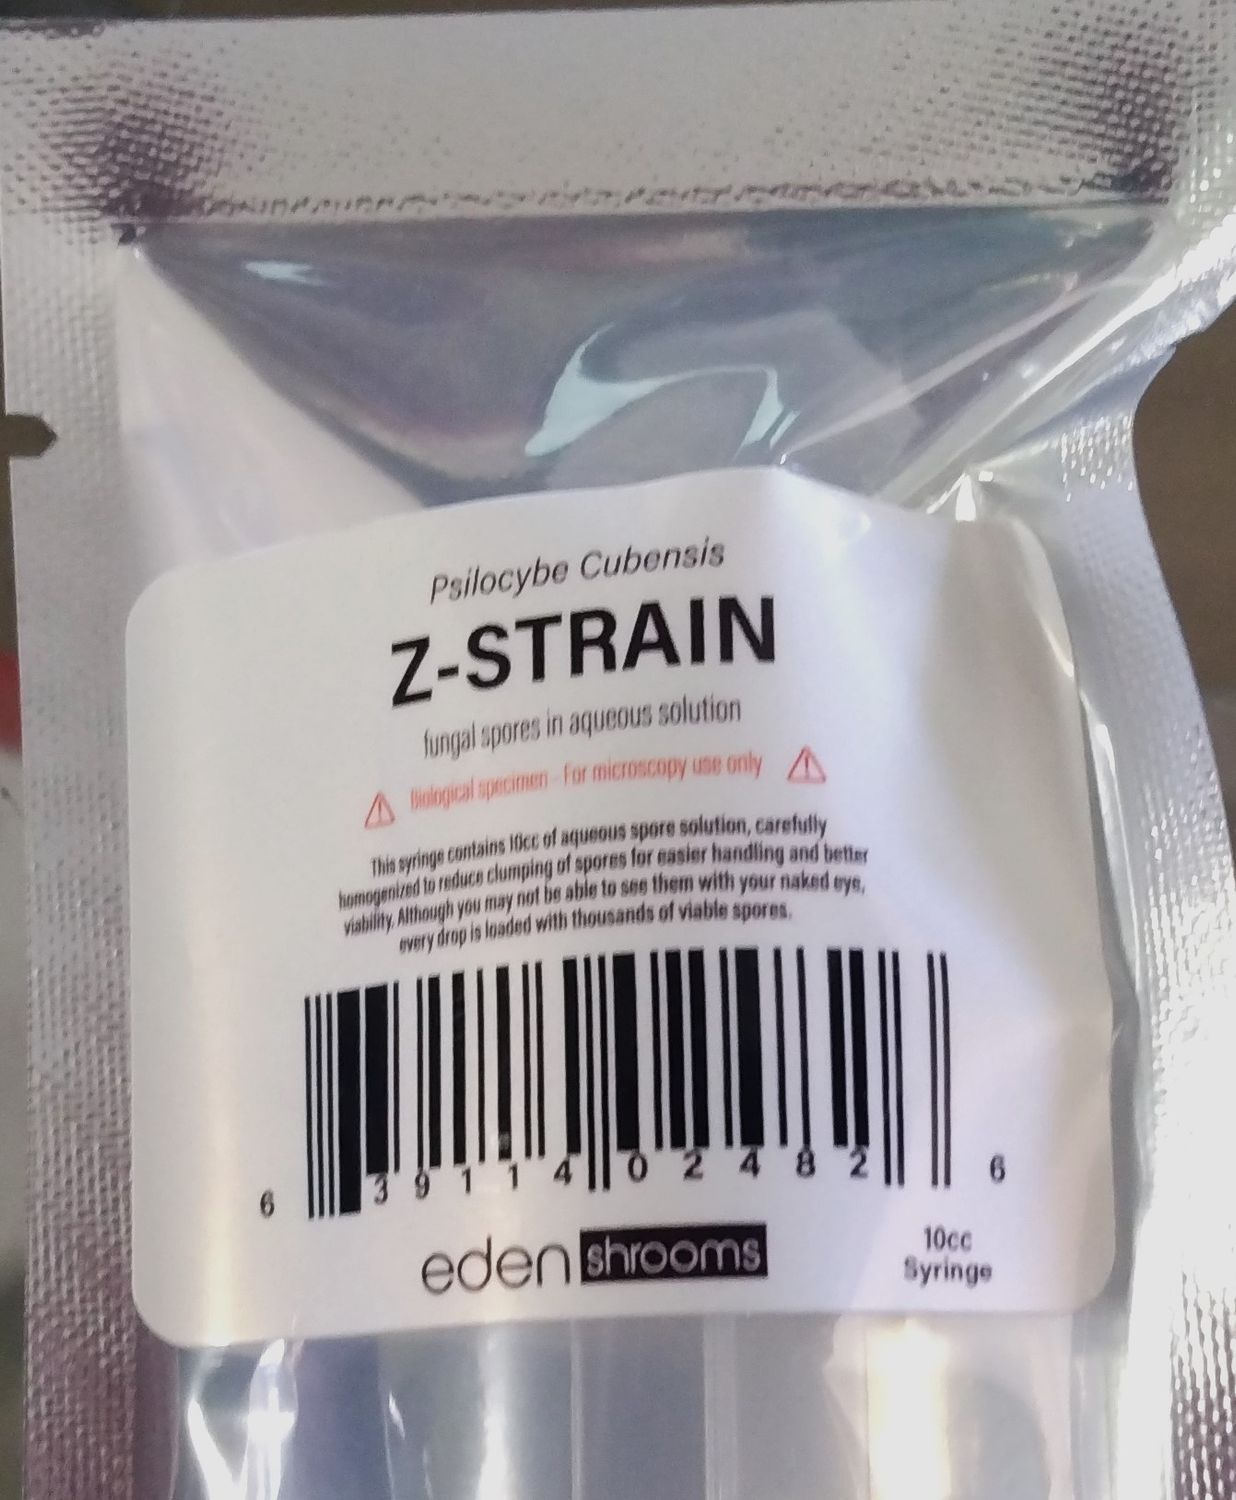 Psilocybe Cubensis
Z-STRAIN
fungal spores in aqueous solution
Biological specimen - For microscopy use only
This syringe contains 10cc of aqueous spore solution, carefully
homogenized to reduce clumping of spores for easier handling and better
viability. Although you may not be able to see them with your naked eye,
every drop is loaded with thousands of viable spores.
6 39114 02482 6
eden shrooms
10cc
Syringe